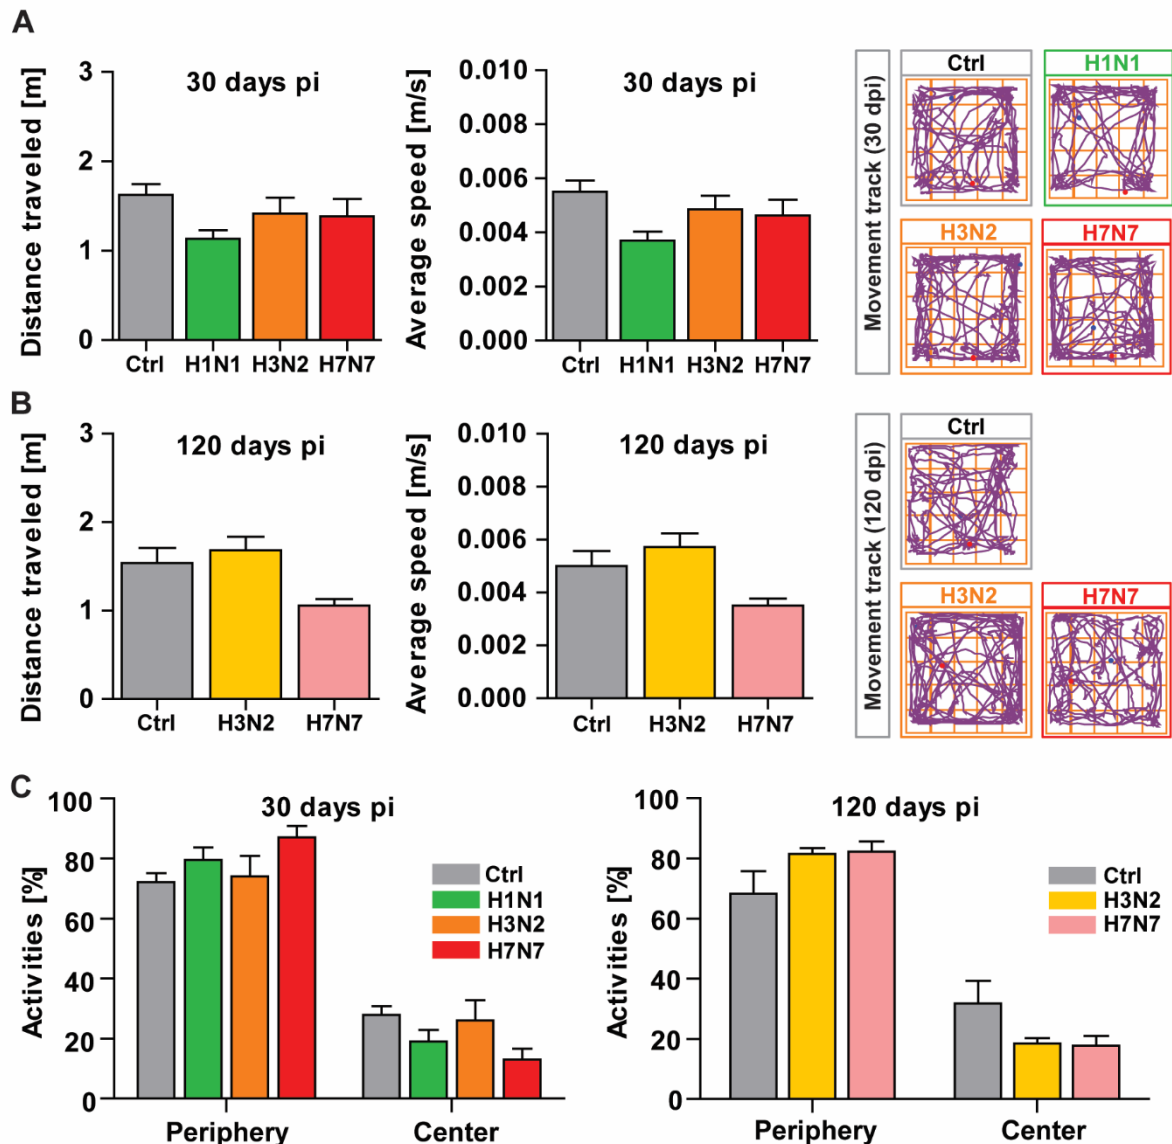 A
Distance traveled [m]
30 days pi
3
2
1
0
Ctrl H1N1 H3N2 H7N7
Average speed [m/s]
30 days pi
0.010
0.008
0.006
0.004
0.002
0.000
Ctrl H1N1 H3N2 H7N7
Movement track (30 dpi)
Ctrl
H1N1
H3N2
H7N7
B
Distance traveled [m]
120 days pi
3
2
1
0
Ctrl H3N2 H7N7
Average speed [m/s]
120 days pi
0.010
0.008
0.006
0.004
0.002
0.000
Ctrl H3N2 H7N7
Movement track (120 dpi)
Ctrl
H3N2
H7N7
C
Activities [%]
30 days pi
100
80
60
40
20
0
Ctrl
H1N1
H3N2
H7N7
Periphery Center
Activities [%]
120 days pi
100
80
60
40
20
0
Ctrl
H3N2
H7N7
Periphery Center